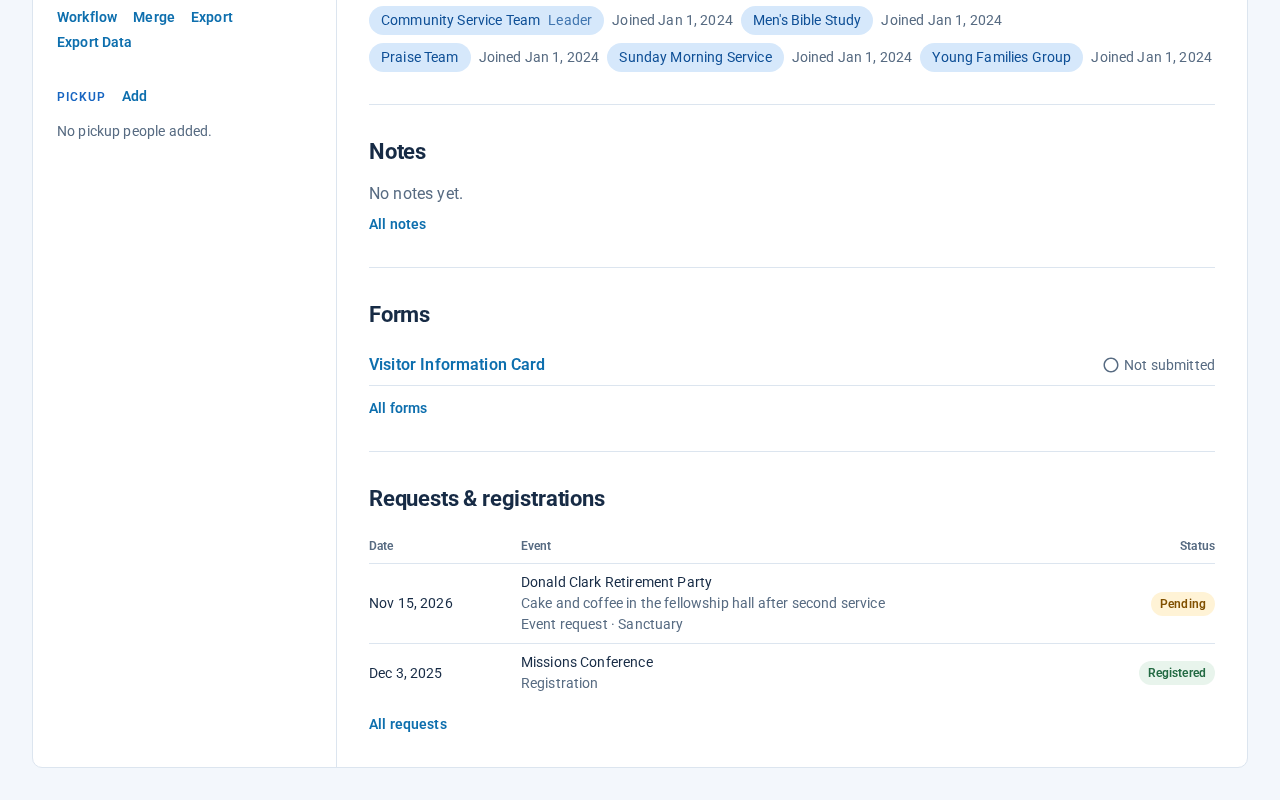 Workflow Merge Export
Export Data
PICKUP Add
No pickup people added.
Community Service Team Leader Joined Jan 1, 2024 Men's Bible Study Joined Jan 1, 2024
Praise Team Joined Jan 1, 2024 Sunday Morning Service Joined Jan 1, 2024 Young Families Group Joined Jan 1, 2024
Notes
No notes yet.
All notes
Forms
Visitor Information Card Not submitted
All forms
Requests & registrations
Date Event Status
Donald Clark Retirement Party
Nov 15, 2026 Cake and coffee in the fellowship hall after second service Pending
Event request · Sanctuary
Missions Conference
Dec 3, 2025 Registered
Registration
All requests